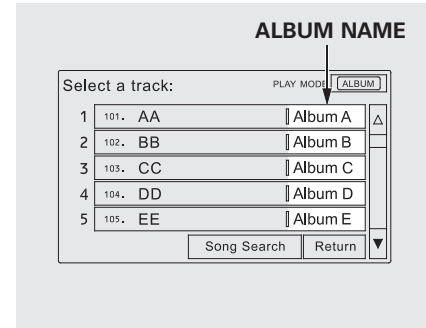 ALBUM NAME
Select a track: PLAY MODE ALBUM
1 101. AA Album A
2 102. BB Album B
3 103. CC Album C
4 104. DD Album D
5 105. EE Album E
Song Search Return